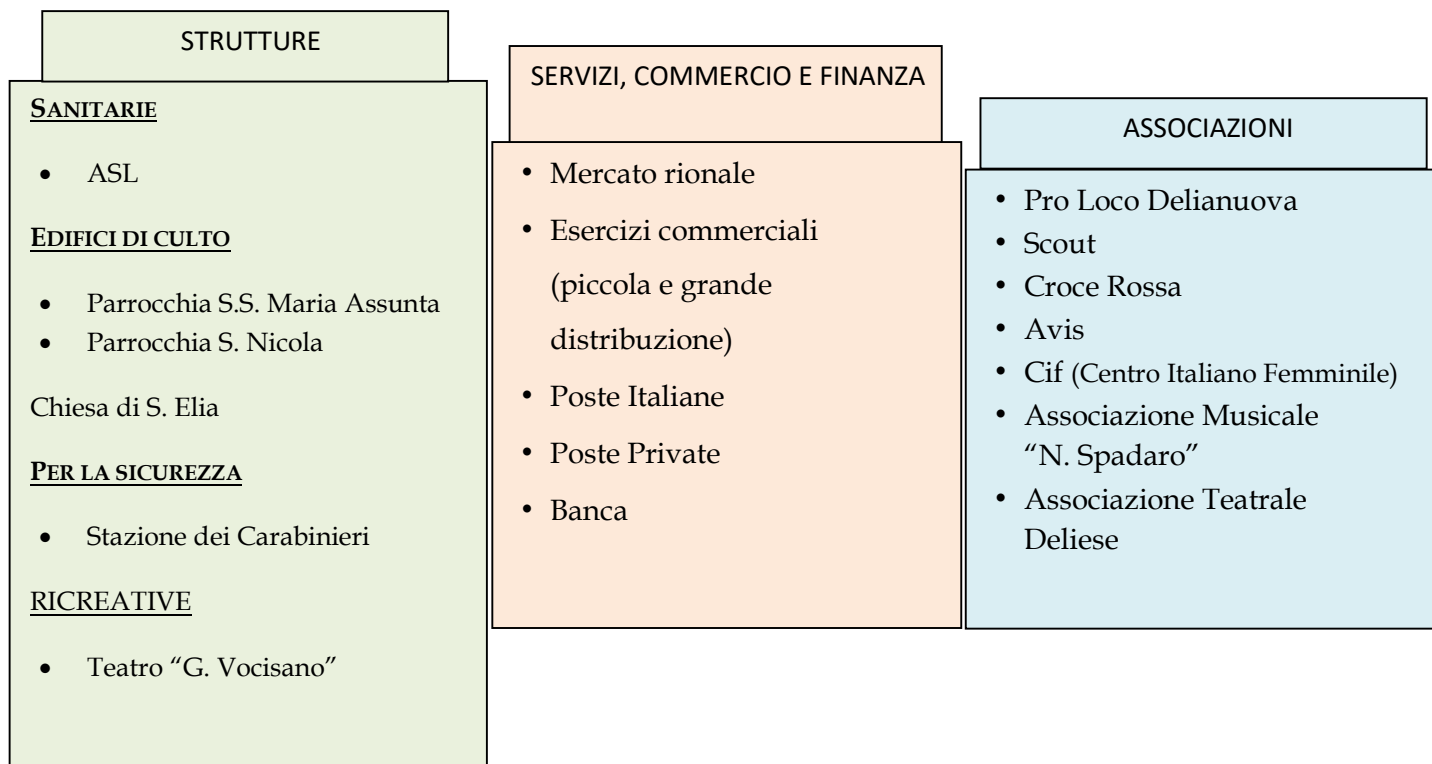 STRUTTURE
SANITARIE
• ASL
EDIFICI DI CULTO
• Parrocchia S.S. Maria Assunta
• Parrocchia S. Nicola
Chiesa di S. Elia
PER LA SICUREZZA
• Stazione dei Carabinieri
RICREATIVE
• Teatro “G. Vocisano”
SERVIZI, COMMERCIO E FINANZA
• Mercato rionale
• Esercizi commerciali
(piccola e grande
distribuzione)
• Poste Italiane
• Poste Private
• Banca
ASSOCIAZIONI
• Pro Loco Delianuova
• Scout
• Croce Rossa
• Avis
• Cif (Centro Italiano Femminile)
• Associazione Musicale
“N. Spadaro”
• Associazione Teatrale
Deliese